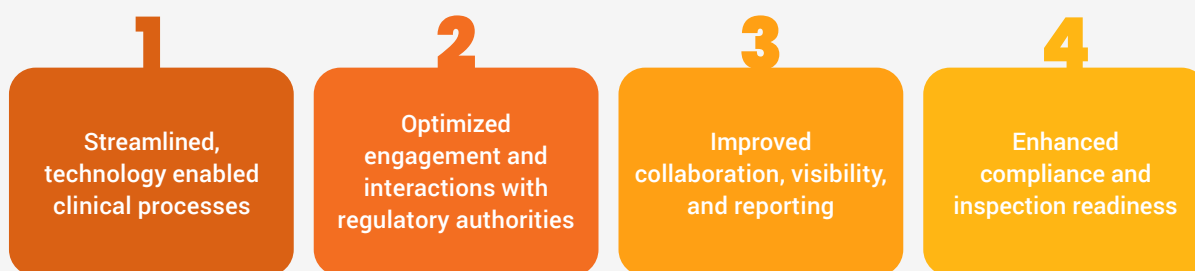 1
Streamlined,
technology enabled
clinical processes
2
Optimized
engagement and
interactions with
regulatory authorities
3
Improved
collaboration, visibility,
and reporting
4
Enhanced
compliance and
inspection readiness